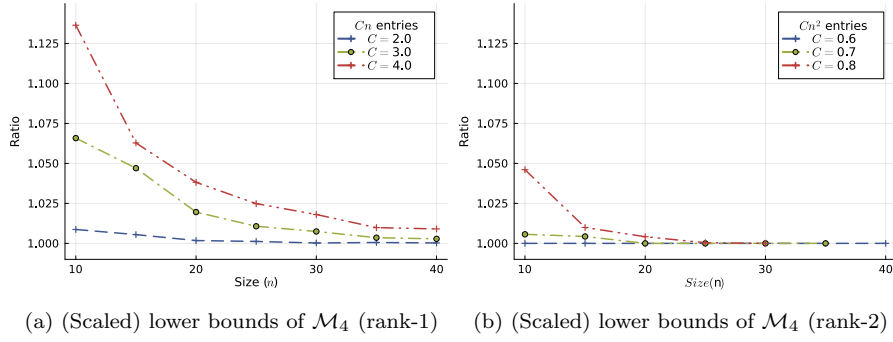 Cn entries
C = 2.0
C = 3.0
C = 4.0
1.125
1.100
1.075
1.050
1.025
1.000
Ratio
10
20
30
40
Size (n)
(a) (Scaled) lower bounds of ℳ₄ (rank-1)
Cn² entries
C = 0.6
C = 0.7
C = 0.8
1.125
1.100
1.075
1.050
1.025
1.000
Ratio
10
20
30
40
Size(n)
(b) (Scaled) lower bounds of ℳ₄ (rank-2)